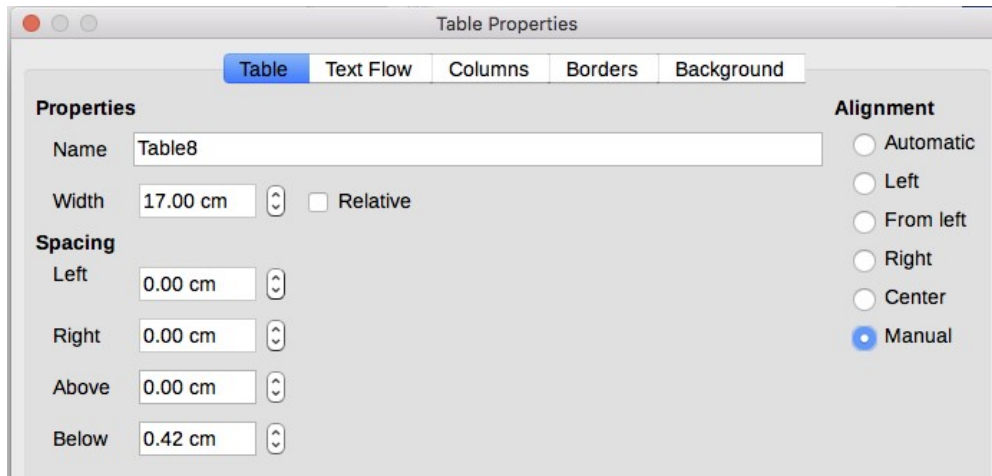 Table Properties
Table Text Flow Columns Borders Background
Properties
Name Table8
Width 17.00 cm Relative
Spacing
Left 0.00 cm
Right 0.00 cm
Above 0.00 cm
Below 0.42 cm
Alignment
Automatic
Left
From left
Right
Center
Manual